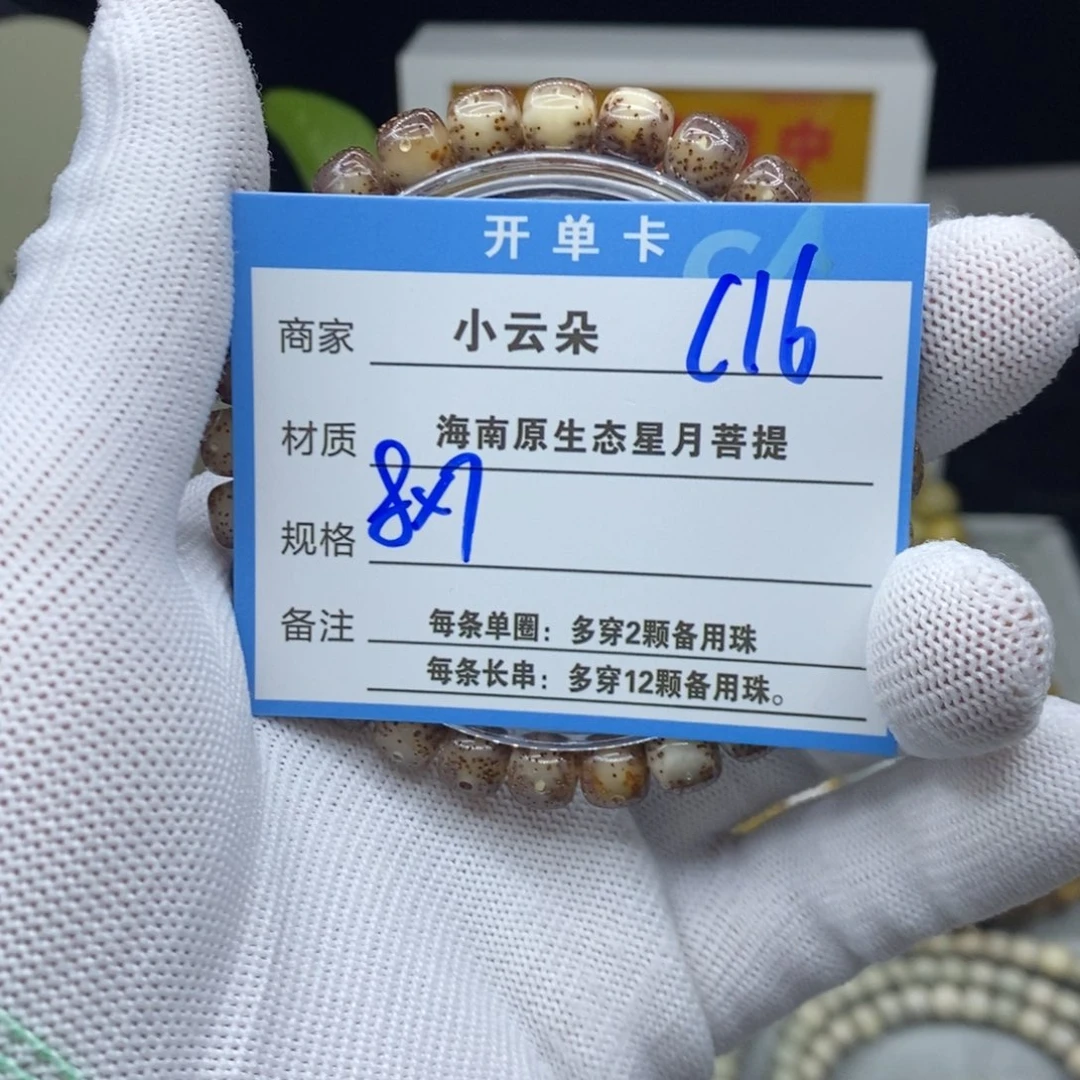 开单卡
商家 小云朵 C16
材质 海南原生态星月菩提
规格 8x7
备注 每条单圈：多穿2颗备用珠
每条长串：多穿12颗备用珠。
中